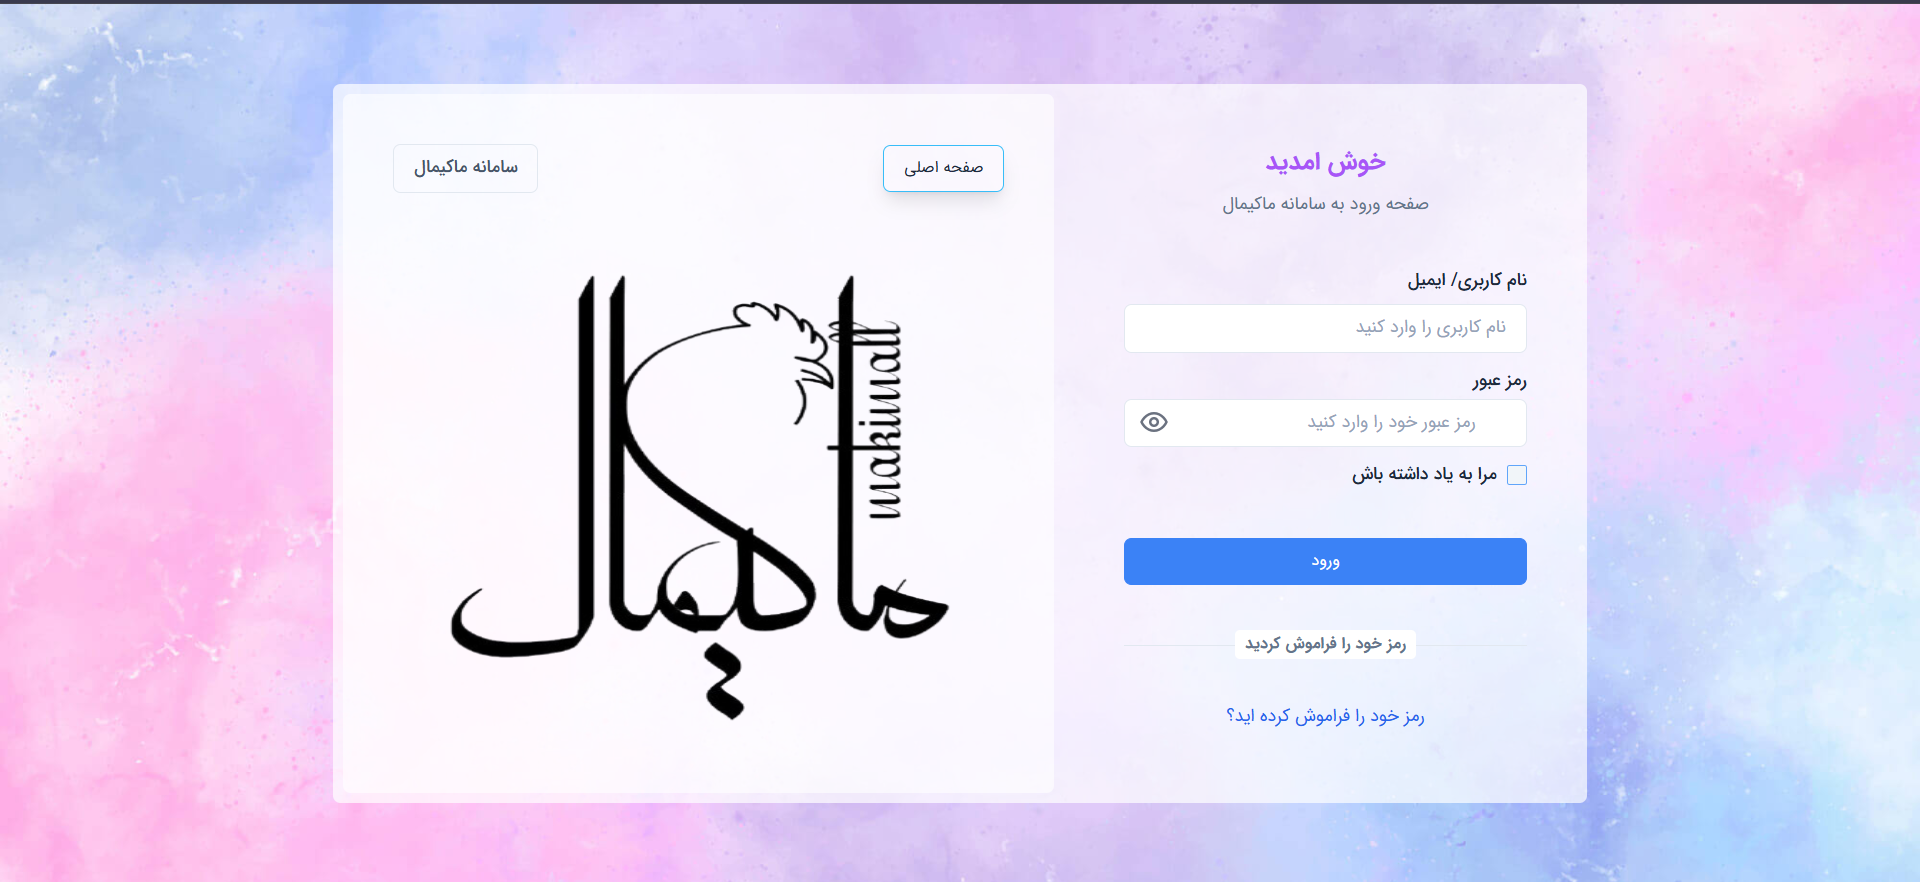 خوش امدید
صفحه ورود به سامانه ماکیمال
نام کاربری/ ایمیل
نام کاربری را وارد کنید
رمز عبور
رمز عبور خود را وارد کنید
مرا به یاد داشته باش
ورود
رمز خود را فراموش کردید
رمز خود را فراموش کرده اید؟
صفحه اصلی
سامانه ماکیمال
ماکیمال
makimall